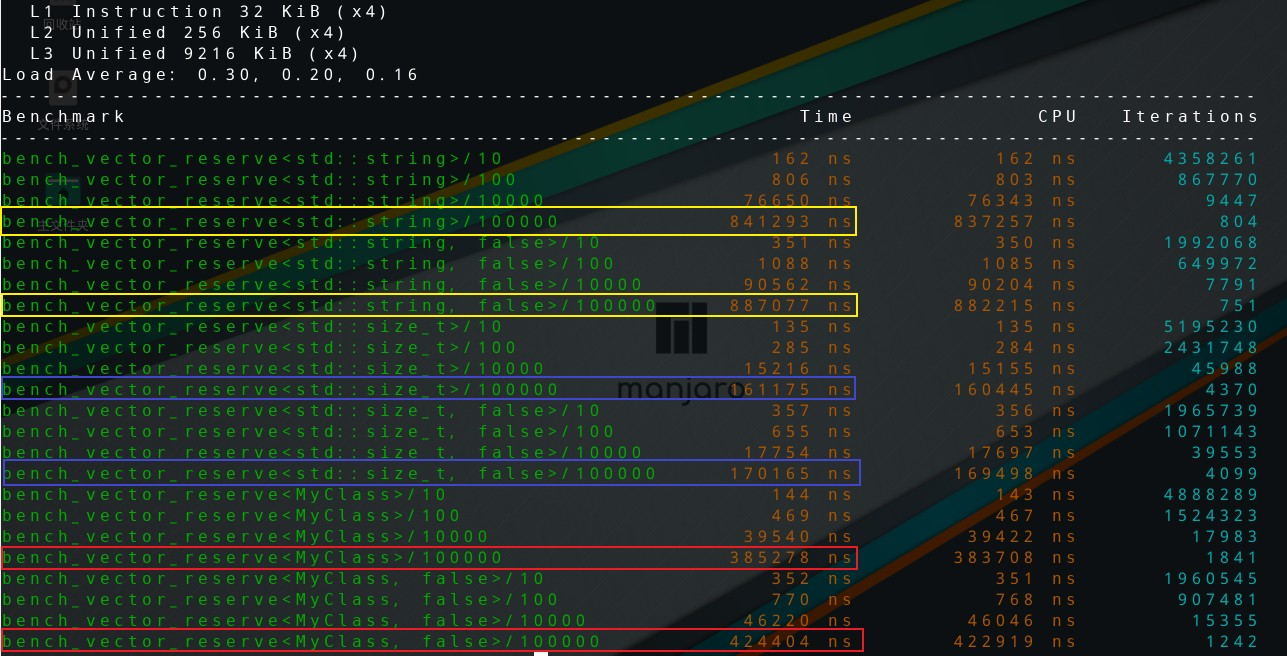 L1 Instruction 32 KiB (x4)
回收站
L2 Unified 256 KiB (x4)
L3 Unified 9216 KiB (x4)
Load Average: 0.30, 0.20, 0.16
文件系统
Benchmark Time CPU Iterations
bench_vector_reserve<std::string>/10 162 ns 162 ns 4358261
bench_vector_reserve<std::string>/100 806 ns 803 ns 867770
bench_vector_reserve<std::string>/10000 76650 ns 76343 ns 9447
bench_vector_reserve<std::string>/100000 841293 ns 837257 ns 804
主文件夹
bench_vector_reserve<std::string, false>/10 351 ns 350 ns 1992068
bench_vector_reserve<std::string, false>/100 1088 ns 1085 ns 649972
bench_vector_reserve<std::string, false>/10000 90562 ns 90204 ns 7791
bench_vector_reserve<std::string, false>/100000 887077 ns 882215 ns 751
bench_vector_reserve<std::size_t>/10 135 ns 135 ns 5195230
bench_vector_reserve<std::size_t>/100 285 ns 284 ns 2431748
bench_vector_reserve<std::size_t>/10000 15216 ns 15155 ns 45988
bench_vector_reserve<std::size_t>/100000 161175 ns 160445 ns 4370
manjaro
bench_vector_reserve<std::size_t, false>/10 357 ns 356 ns 1965739
bench_vector_reserve<std::size_t, false>/100 655 ns 653 ns 1071143
bench_vector_reserve<std::size_t, false>/10000 17754 ns 17697 ns 39553
bench_vector_reserve<std::size_t, false>/100000 170165 ns 169498 ns 4099
bench_vector_reserve<MyClass>/10 144 ns 143 ns 4888289
bench_vector_reserve<MyClass>/100 469 ns 467 ns 1524323
bench_vector_reserve<MyClass>/10000 39540 ns 39422 ns 17983
bench_vector_reserve<MyClass>/100000 385278 ns 383708 ns 1841
bench_vector_reserve<MyClass, false>/10 352 ns 351 ns 1960545
bench_vector_reserve<MyClass, false>/100 770 ns 768 ns 907481
bench_vector_reserve<MyClass, false>/10000 46220 ns 46046 ns 15355
bench_vector_reserve<MyClass, false>/100000 424404 ns 422919 ns 1242